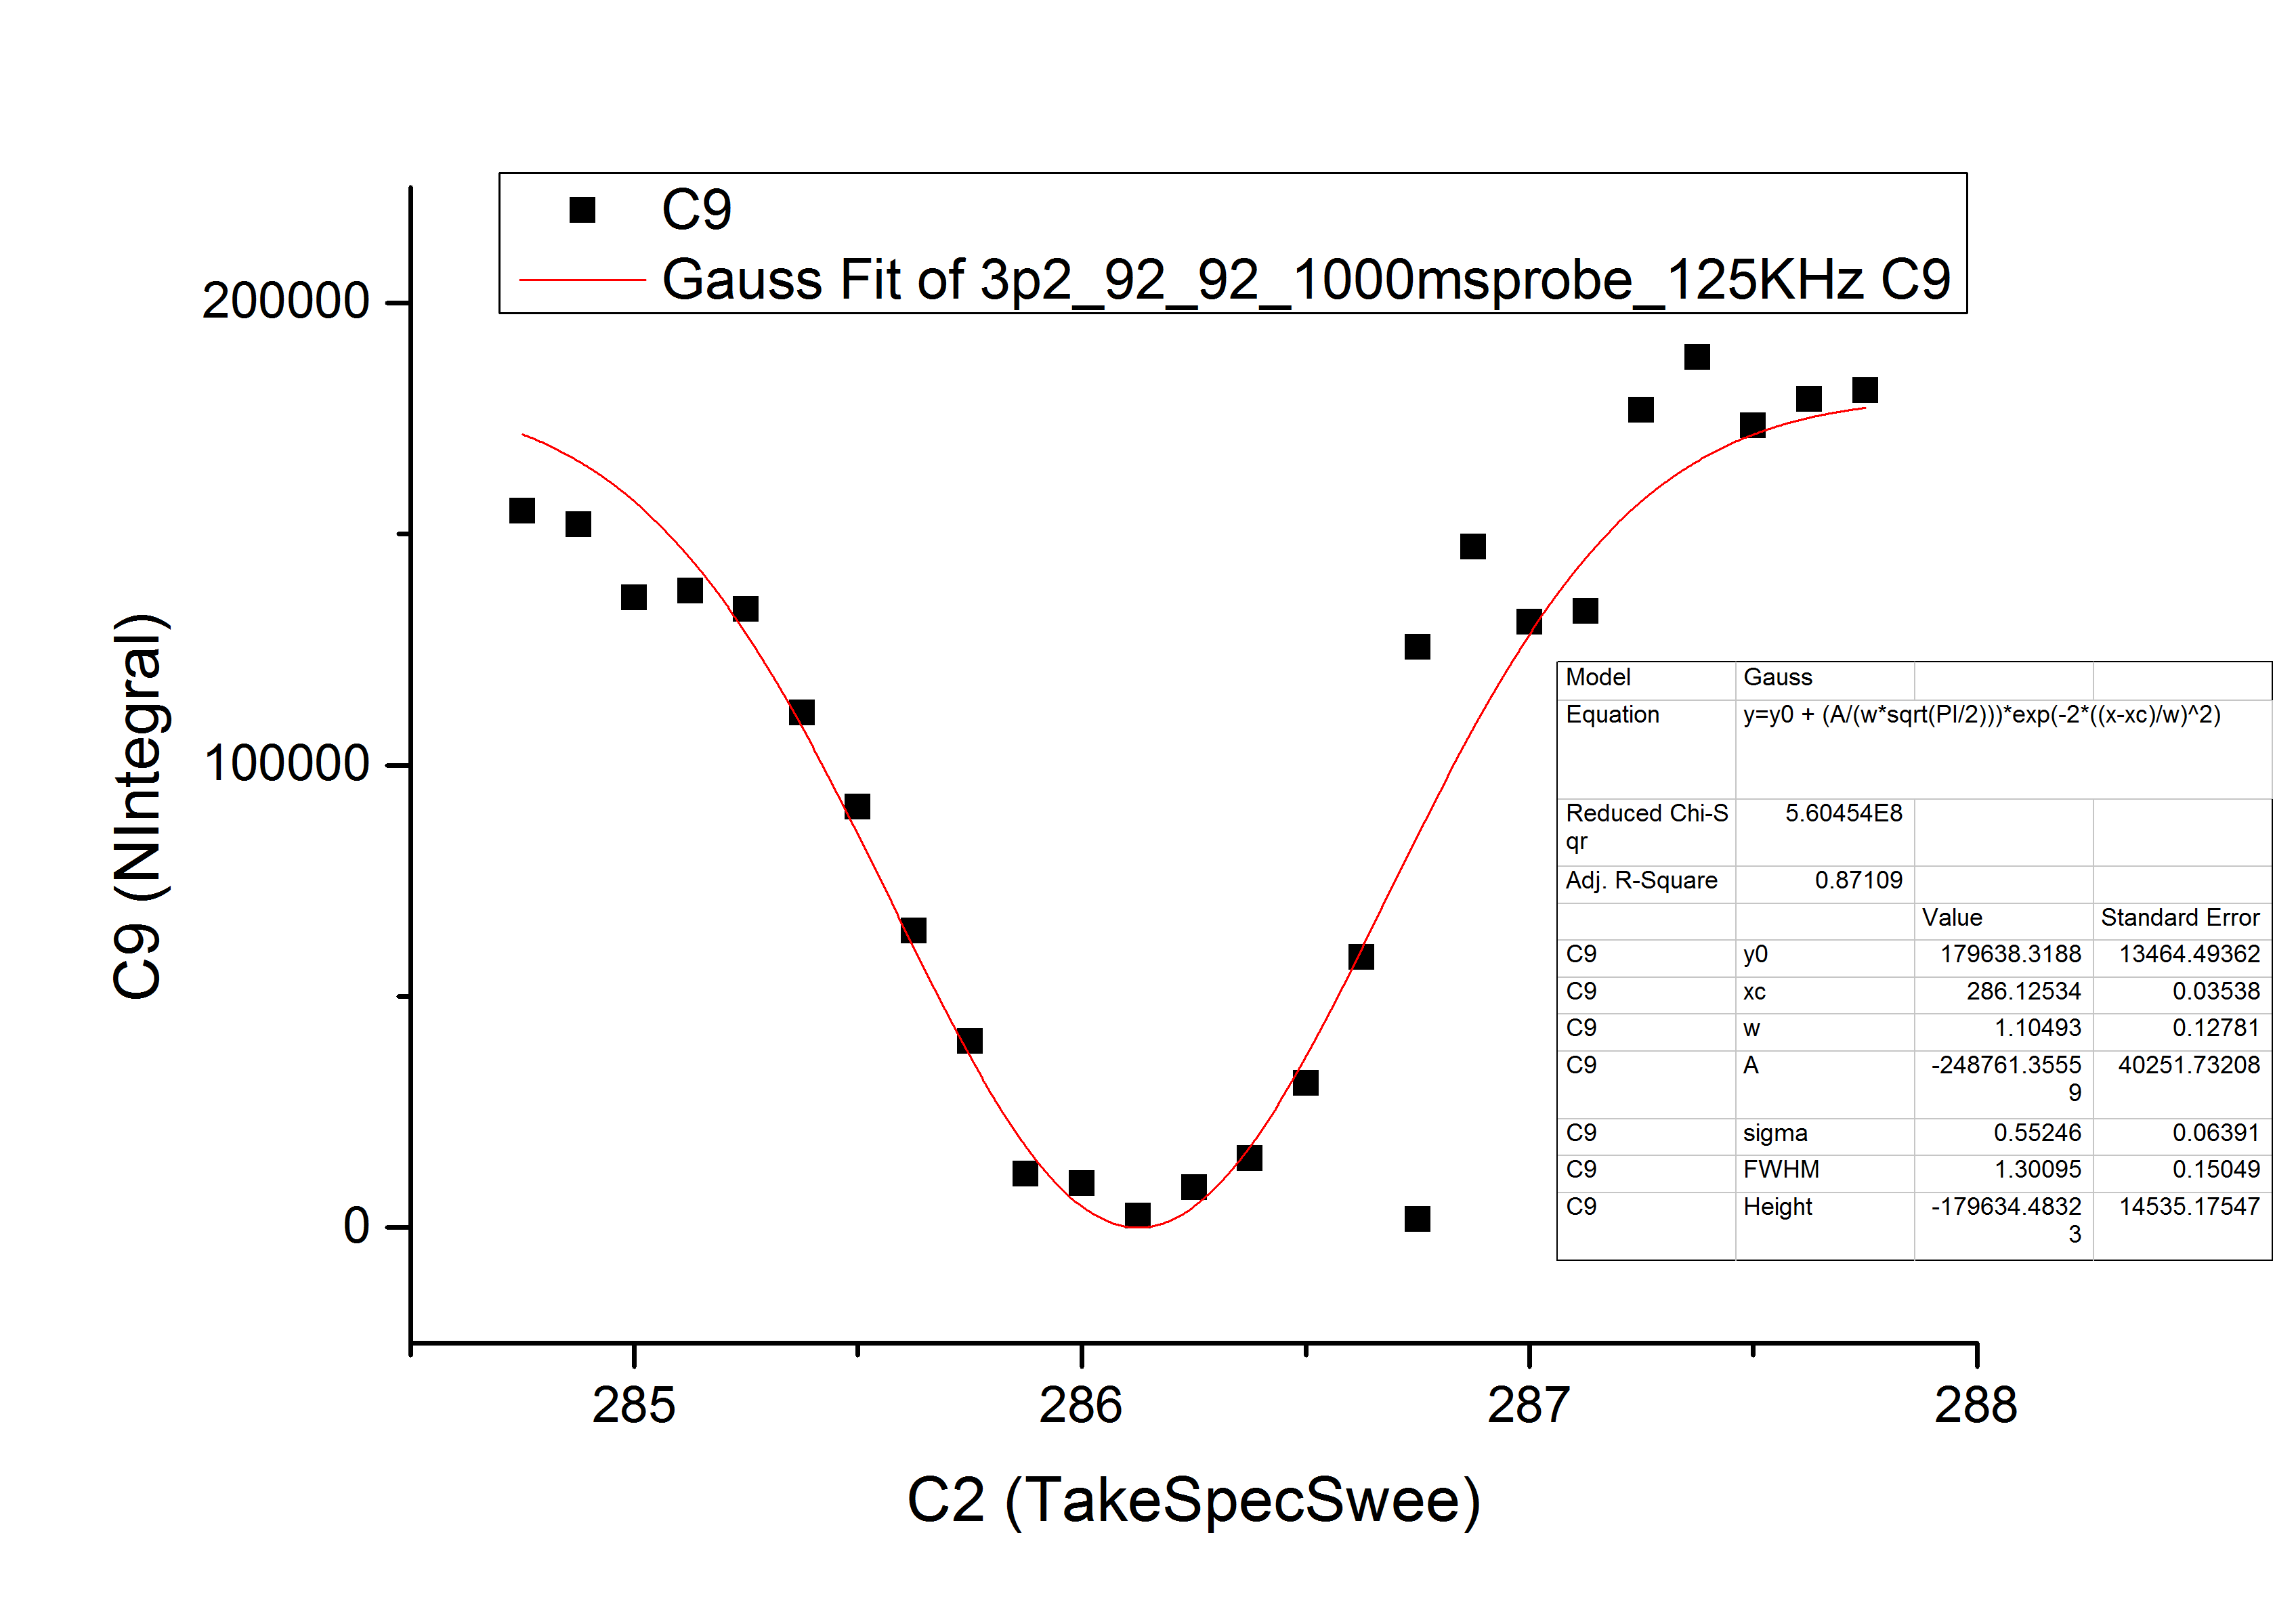 C9
Gauss Fit of 3p2_92_92_1000msprobe_125KHz C9
200000
100000
0
C9 (NIntegral)
285 286 287 288
C2 (TakeSpecSwee)
Model Gauss
Equation y=y0 + (A/(w*sqrt(PI/2)))*exp(-2*((x-xc)/w)^2)
Reduced Chi-S 5.60454E8
qr
Adj. R-Square 0.87109
Value Standard Error
C9 y0 179638.3188 13464.49362
C9 xc 286.12534 0.03538
C9 w 1.10493 0.12781
C9 A -248761.3555 40251.73208
9
C9 sigma 0.55246 0.06391
C9 FWHM 1.30095 0.15049
C9 Height -179634.4832 14535.17547
3